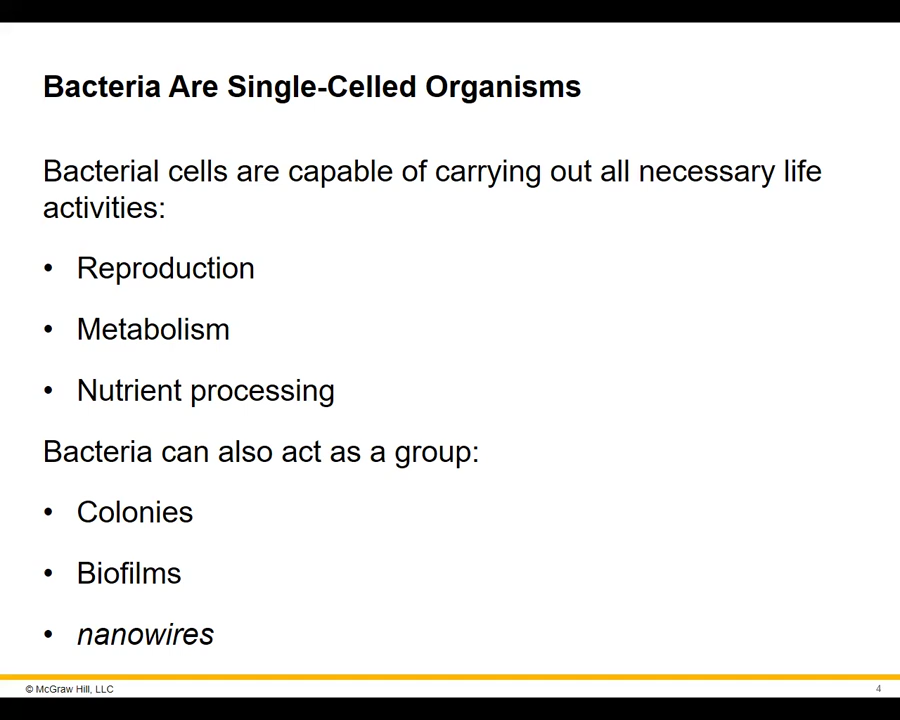 Bacteria Are Single-Celled Organisms
Bacterial cells are capable of carrying out all necessary life
activities:
• Reproduction
• Metabolism
• Nutrient processing
Bacteria can also act as a group:
• Colonies
• Biofilms
• nanowires
© McGraw Hill, LLC
4